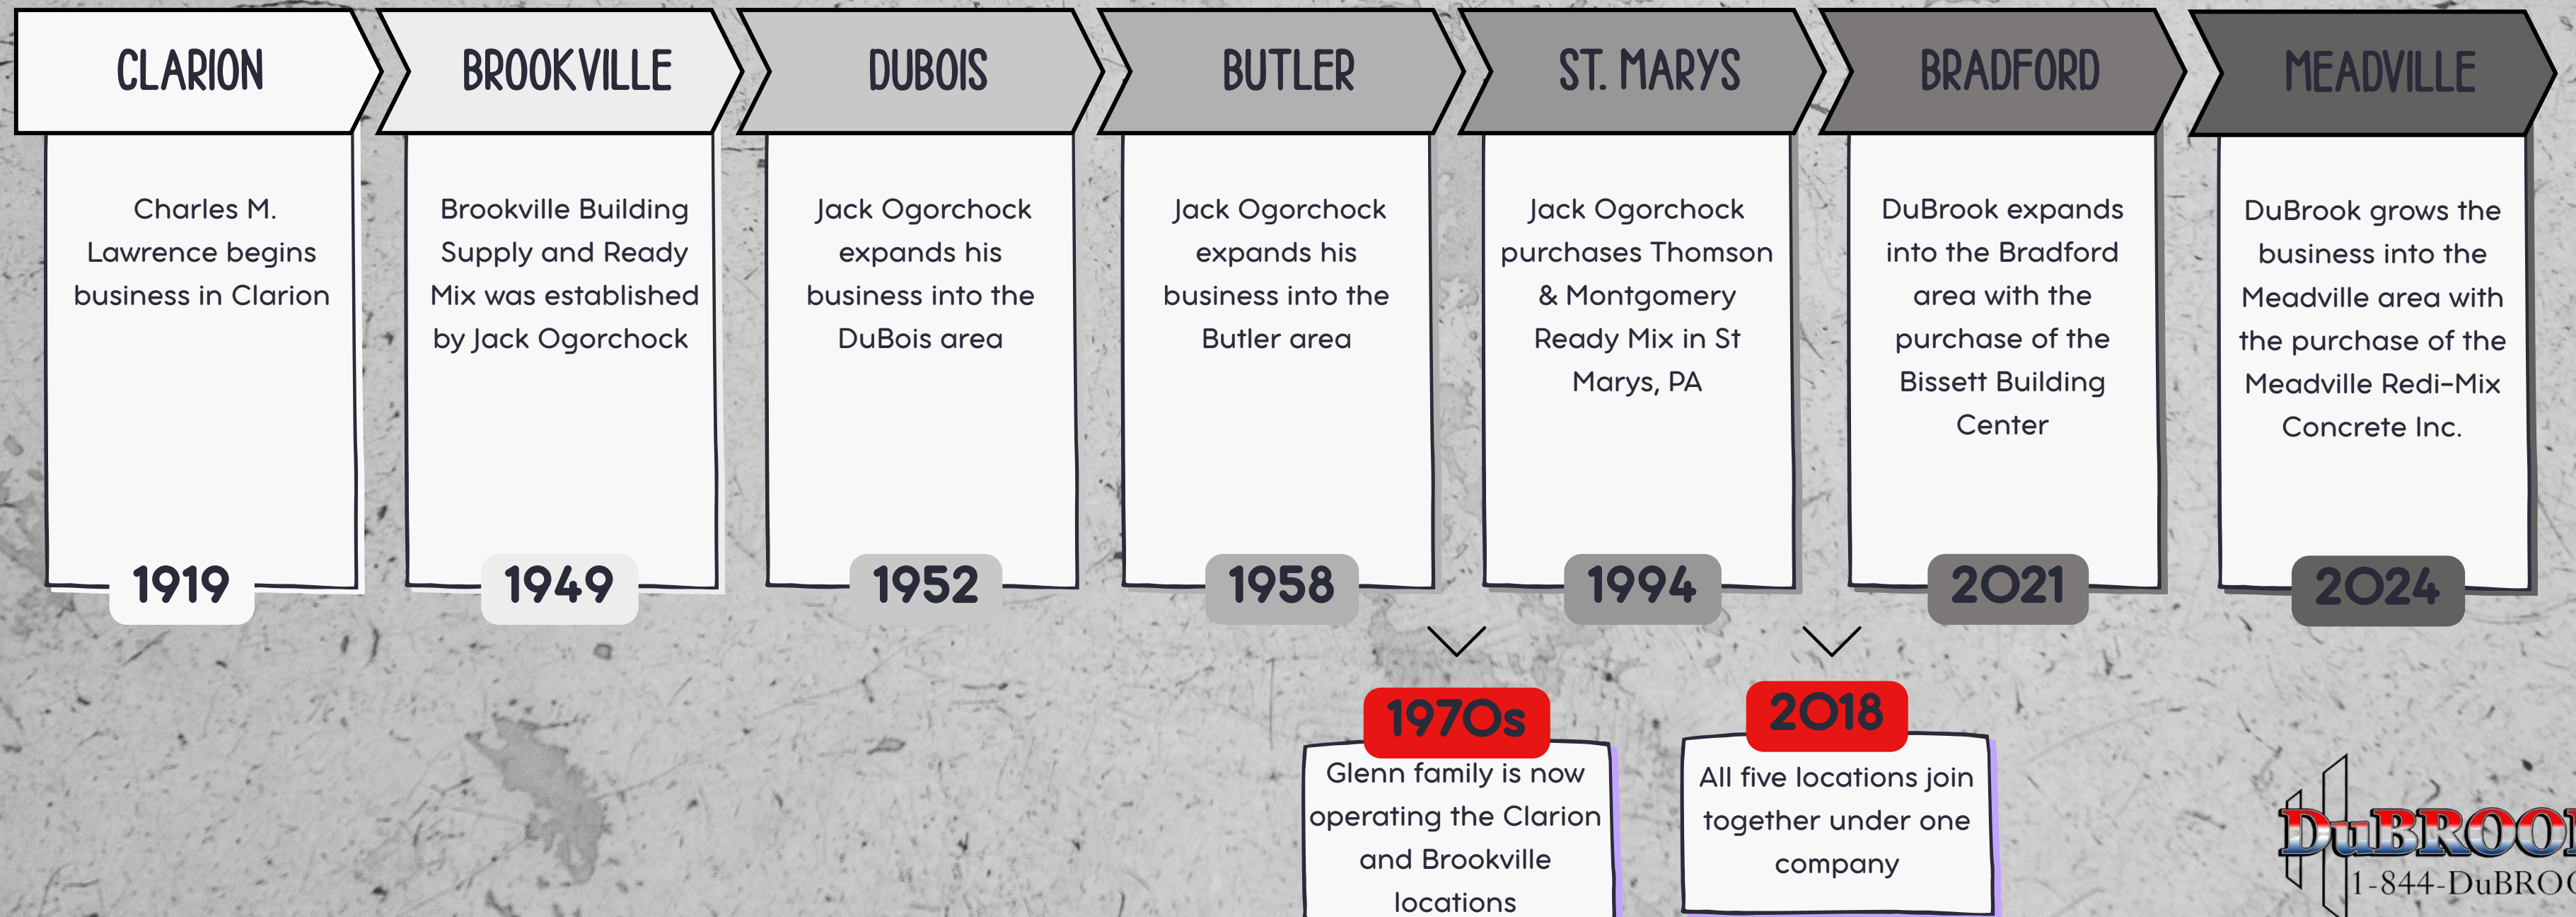 CLARION
Charles M.
Lawrence begins
business in Clarion
1919
BROOKVILLE
Brookville Building
Supply and Ready
Mix was established
by Jack Ogorchock
1949
DUBOIS
Jack Ogorchock
expands his
business into the
DuBois area
1952
BUTLER
Jack Ogorchock
expands his
business into the
Butler area
1958
ST. MARYS
Jack Ogorchock
purchases Thomson
& Montgomery
Ready Mix in St
Marys, PA
1994
BRADFORD
DuBrook expands
into the Bradford
area with the
purchase of the
Bissett Building
Center
2021
MEADVILLE
DuBrook grows the
business into the
Meadville area with
the purchase of the
Meadville Redi-Mix
Concrete Inc.
2024
1970s
Glenn family is now
operating the Clarion
and Brookville
locations
2018
All five locations join
together under one
company
DuBROO
1-844-DuBRO